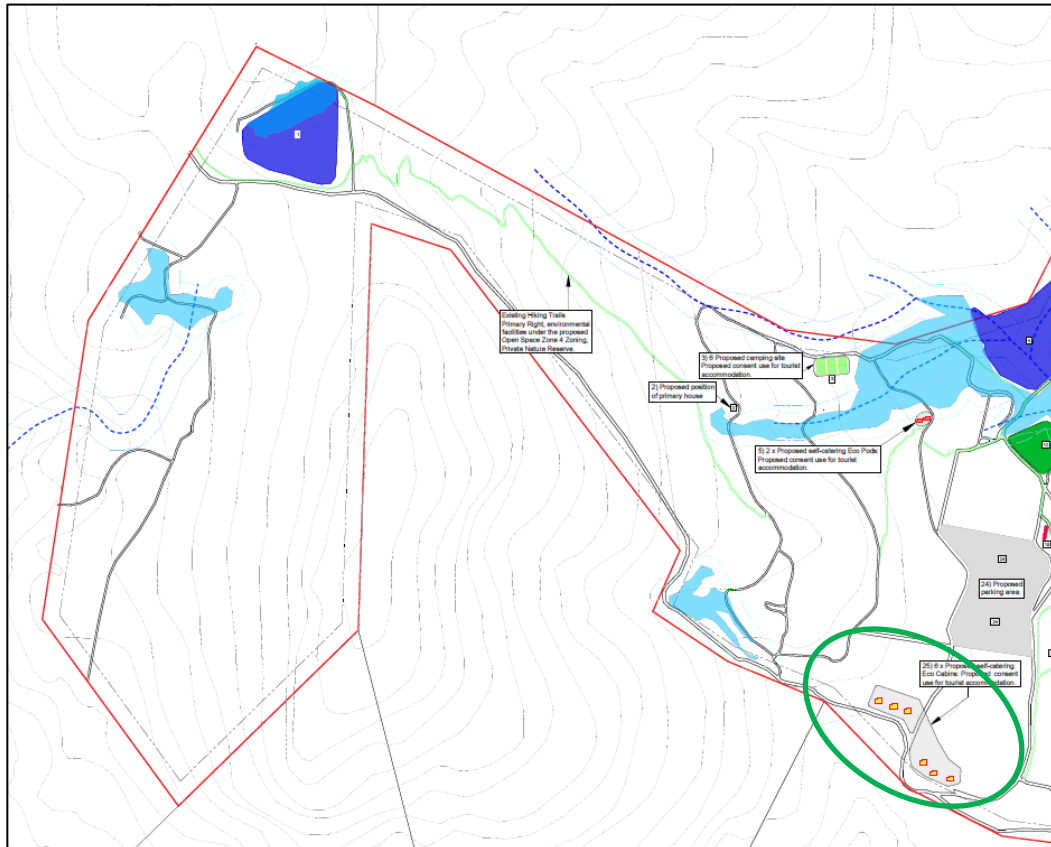 1
Existing Hiking Trails
Primary Right, environmental
facilities under the proposed
Open Space Zone 4 Zoning,
Private Nature Reserve.
3) 6 Proposed camping site
Proposed consent use for tourist
accommodation.
3
2) Proposed position
of primary house
5) 2 x Proposed self-catering Eco Pods:
Proposed consent use for tourist
accommodation.
24) Proposed
parking area
25) 6 x Proposed self-catering
Eco Cabins: Proposed consent
use for tourist accommodation.